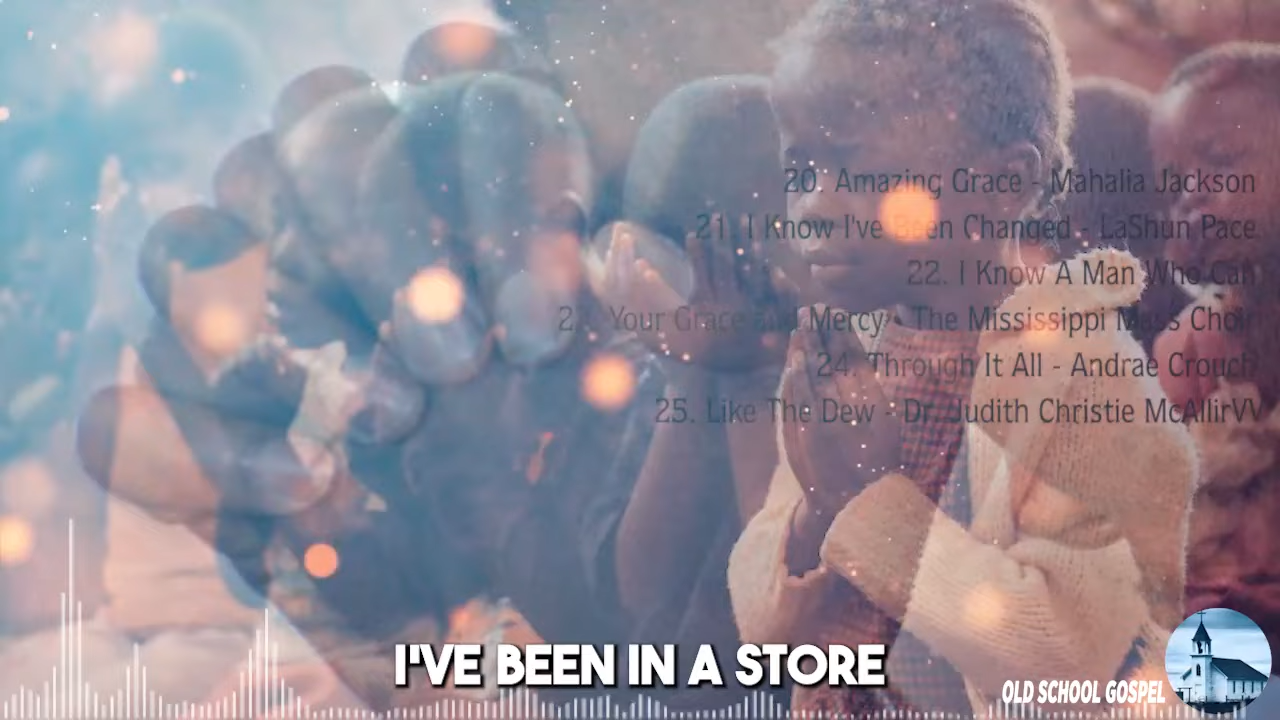 20. Amazing Grace - Mahalia Jackson
21. I Know I've Been Changed - LaShun Pace
22. I Know A Man Who Can
23. Your Grace and Mercy - The Mississippi Mass Choir
24. Through It All - Andrae Crouch
25. Like The Dew - Dr. Judith Christie McAllirVV
I'VE BEEN IN A STORE
OLD SCHOOL GOSPEL